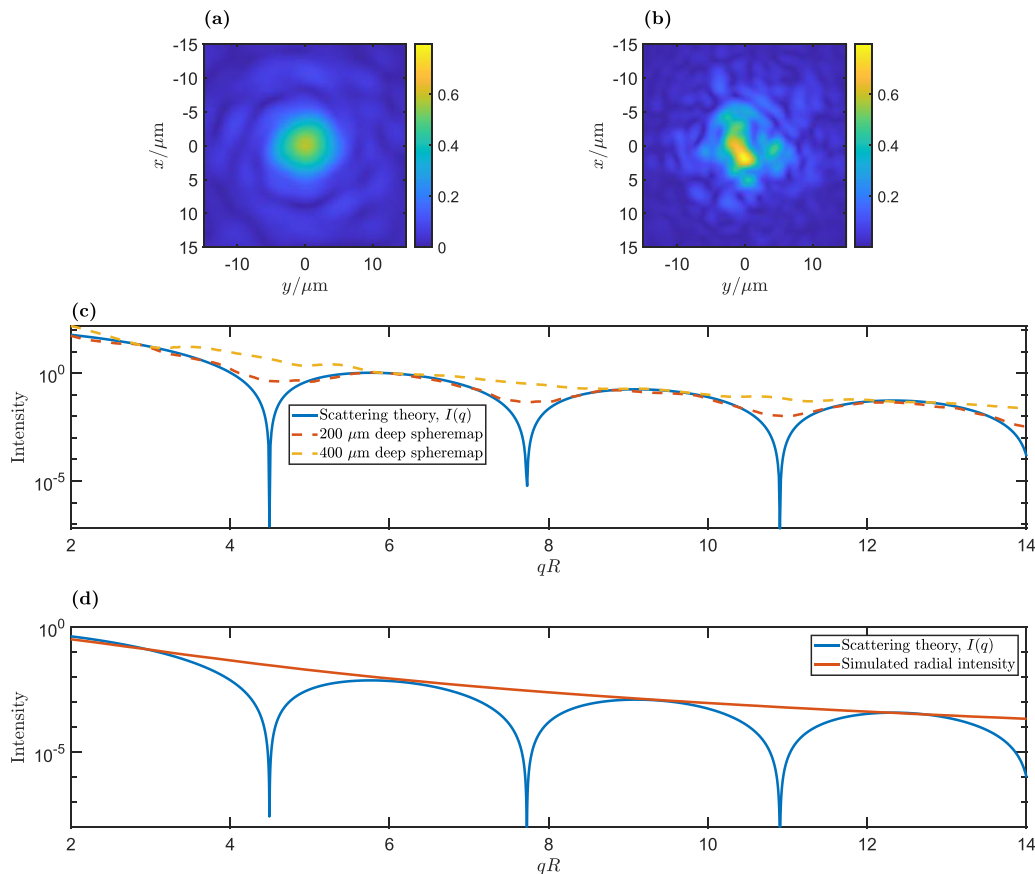 (a)
-15
-10
-5
0
5
10
15
x/μm
-10 0 10
y/μm
0.6
0.4
0.2
0
(b)
-15
-10
-5
0
5
10
15
x/μm
-10 0 10
y/μm
0.6
0.4
0.2
0
(c)
Intensity
10^0
10^-5
Scattering theory, I(q)
200 μm deep spheremap
400 μm deep spheremap
2 4 6 8 10 12 14
qR
(d)
Intensity
10^0
10^-5
Scattering theory, I(q)
Simulated radial intensity
2 4 6 8 10 12 14
qR